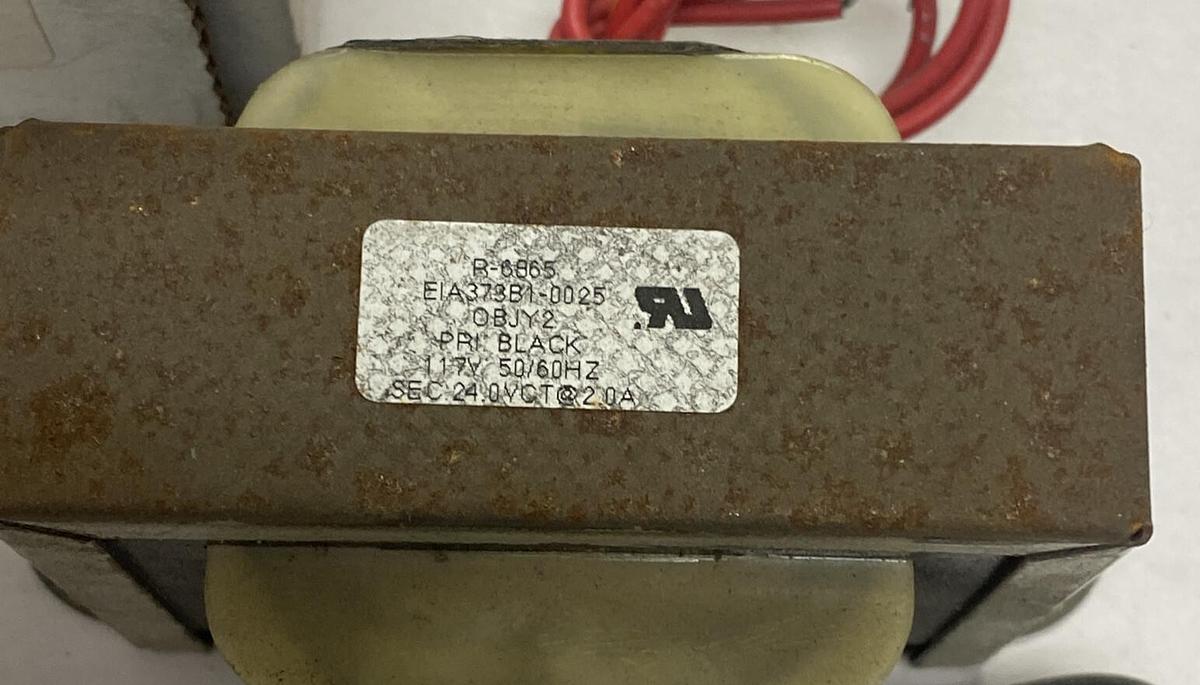 R-6865
EIA373B1-0025
OBJY2
PRI: BLACK
117V 50/60HZ
SEC:24.0VCT@2.0A